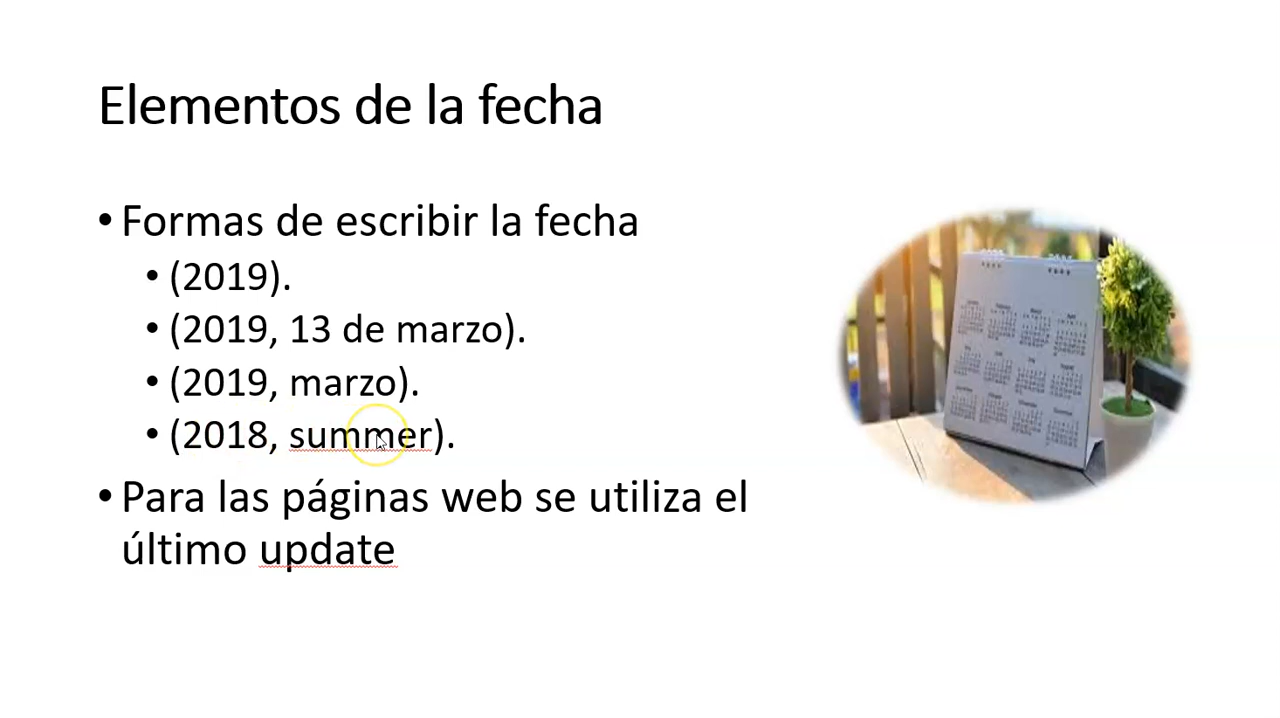 Elementos de la fecha
• Formas de escribir la fecha
• (2019).
• (2019, 13 de marzo).
• (2019, marzo).
• (2018, summer).
• Para las páginas web se utiliza el
último update